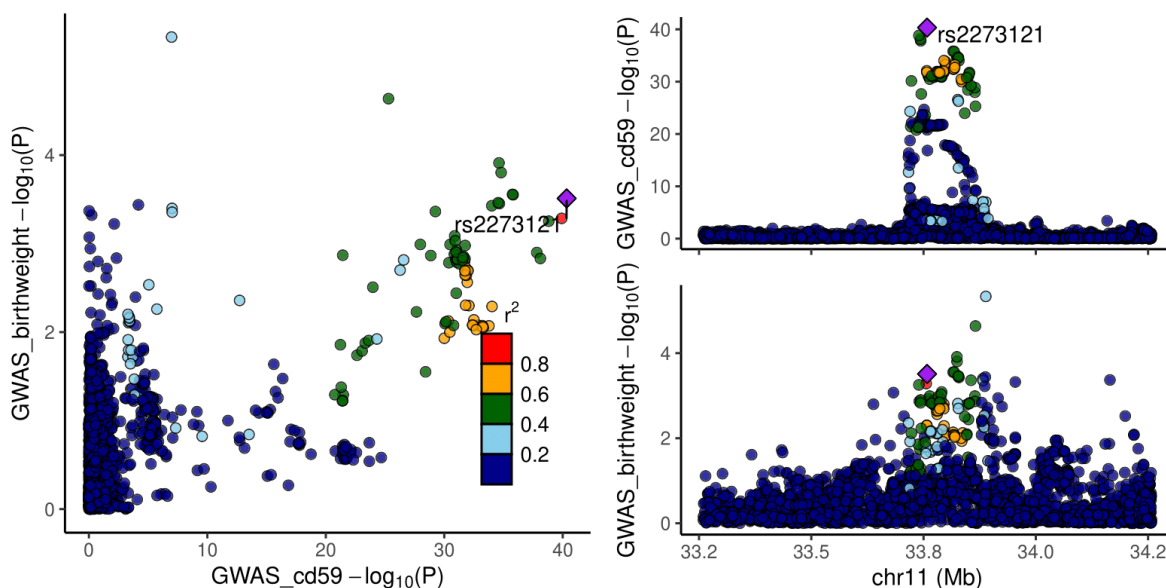 GWAS_birthweight −log10(P)
4
2
0
rs2273121
r2
0.8
0.6
0.4
0.2
0 10 20 30 40
GWAS_cd59 −log10(P)
GWAS_cd59 −log10(P)
40
30
20
10
0
rs2273121
GWAS_birthweight −log10(P)
4
2
0
33.2 33.5 33.8 34.0 34.2
chr11 (Mb)